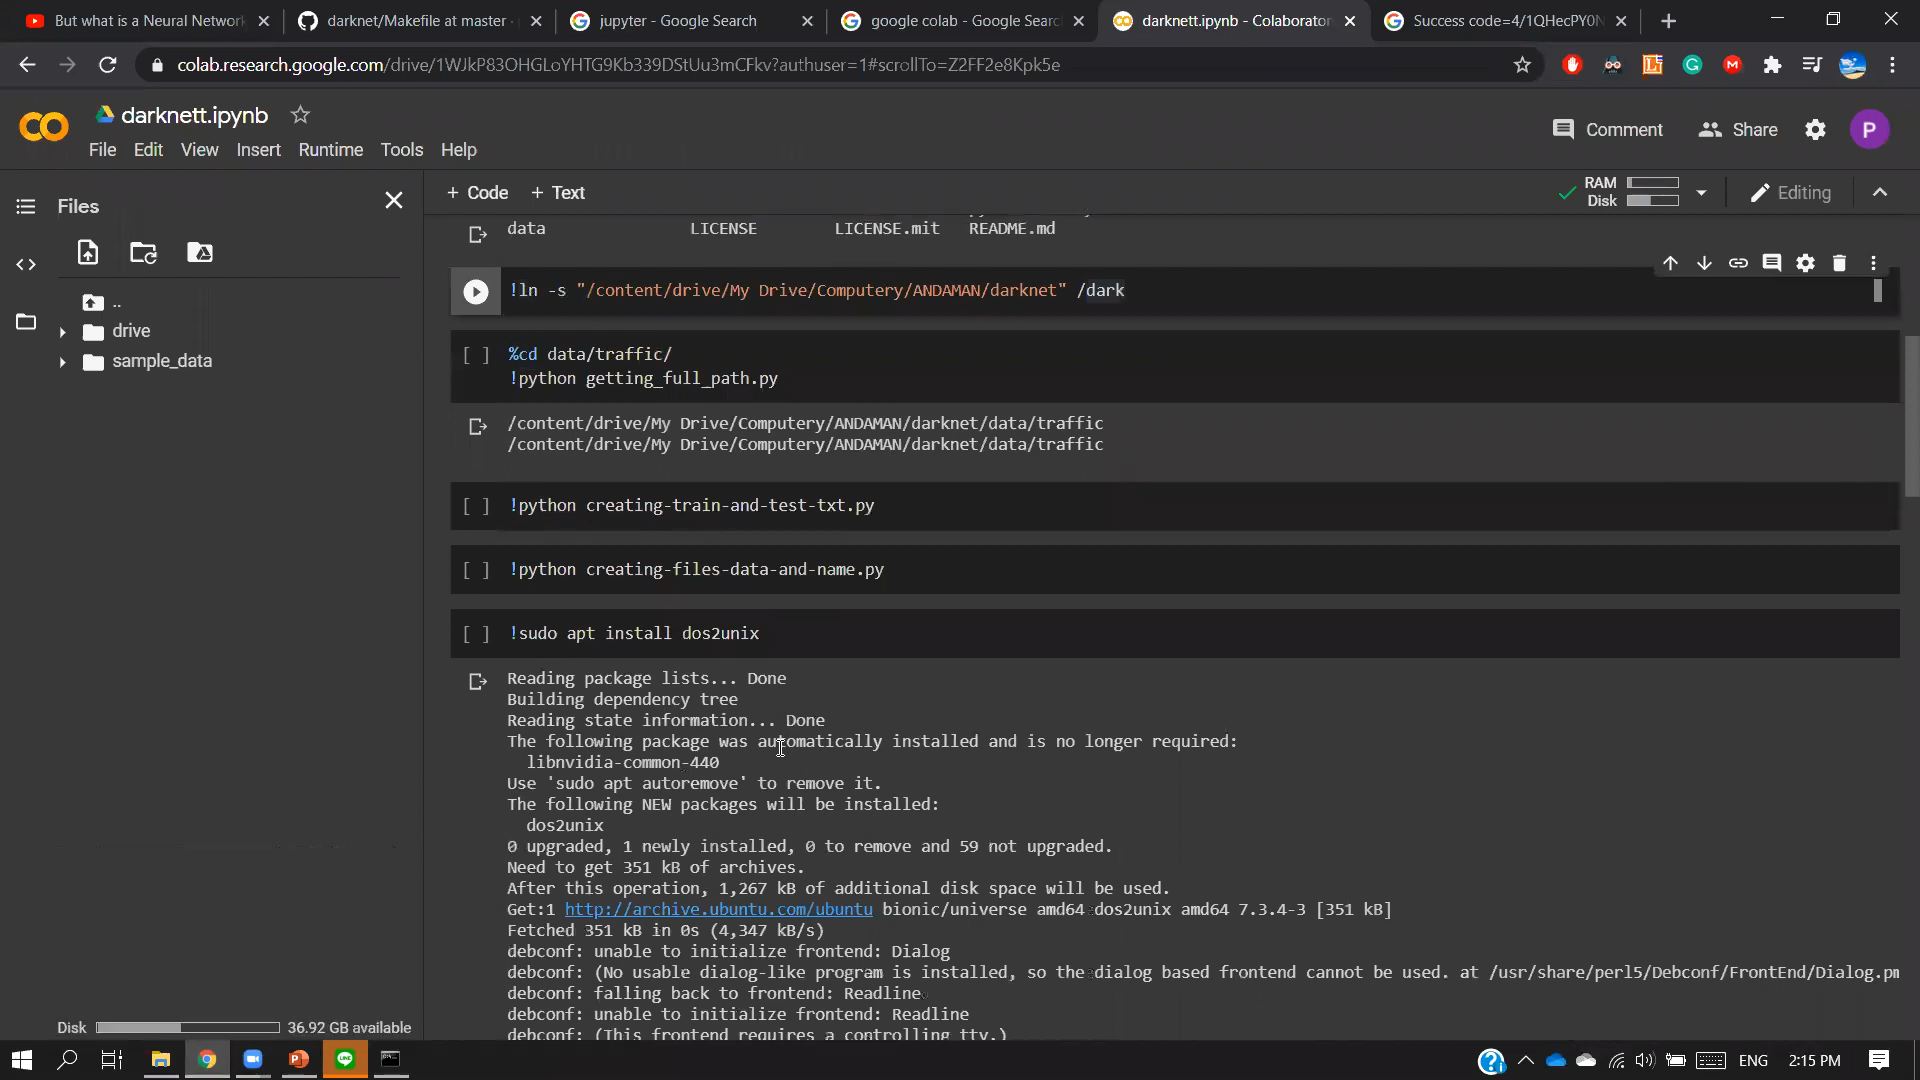 But what is a Neural Network
darknet/Makefile at master ·
jupyter - Google Search
google colab - Google Searc
darknett.ipynb - Colaborator
Success code=4/1QHecPY0N
colab.research.google.com/drive/1WJkP83OHGLoYHTG9Kb339DStUu3mCFkv?authuser=1#scrollTo=Z2FF2e8Kpk5e
darknett.ipynb
Comment
Share
P
File Edit View Insert Runtime Tools Help
Files
+ Code + Text
RAM
Disk
Editing
..
drive
sample_data
data LICENSE LICENSE.mit README.md
!ln -s "/content/drive/My Drive/Computery/ANDAMAN/darknet" /dark
[ ] %cd data/traffic/
!python getting_full_path.py
/content/drive/My Drive/Computery/ANDAMAN/darknet/data/traffic
/content/drive/My Drive/Computery/ANDAMAN/darknet/data/traffic
[ ] !python creating-train-and-test-txt.py
[ ] !python creating-files-data-and-name.py
[ ] !sudo apt install dos2unix
Reading package lists... Done
Building dependency tree
Reading state information... Done
The following package was automatically installed and is no longer required:
libnvidia-common-440
Use 'sudo apt autoremove' to remove it.
The following NEW packages will be installed:
dos2unix
0 upgraded, 1 newly installed, 0 to remove and 59 not upgraded.
Need to get 351 kB of archives.
After this operation, 1,267 kB of additional disk space will be used.
Get:1 http://archive.ubuntu.com/ubuntu bionic/universe amd64 dos2unix amd64 7.3.4-3 [351 kB]
Fetched 351 kB in 0s (4,347 kB/s)
debconf: unable to initialize frontend: Dialog
debconf: (No usable dialog-like program is installed, so the dialog based frontend cannot be used. at /usr/share/perl5/Debconf/FrontEnd/Dialog.pm
debconf: falling back to frontend: Readline
debconf: unable to initialize frontend: Readline
debconf: (This frontend requires a controlling tty.)
Disk 36.92 GB available
ENG 2:15 PM